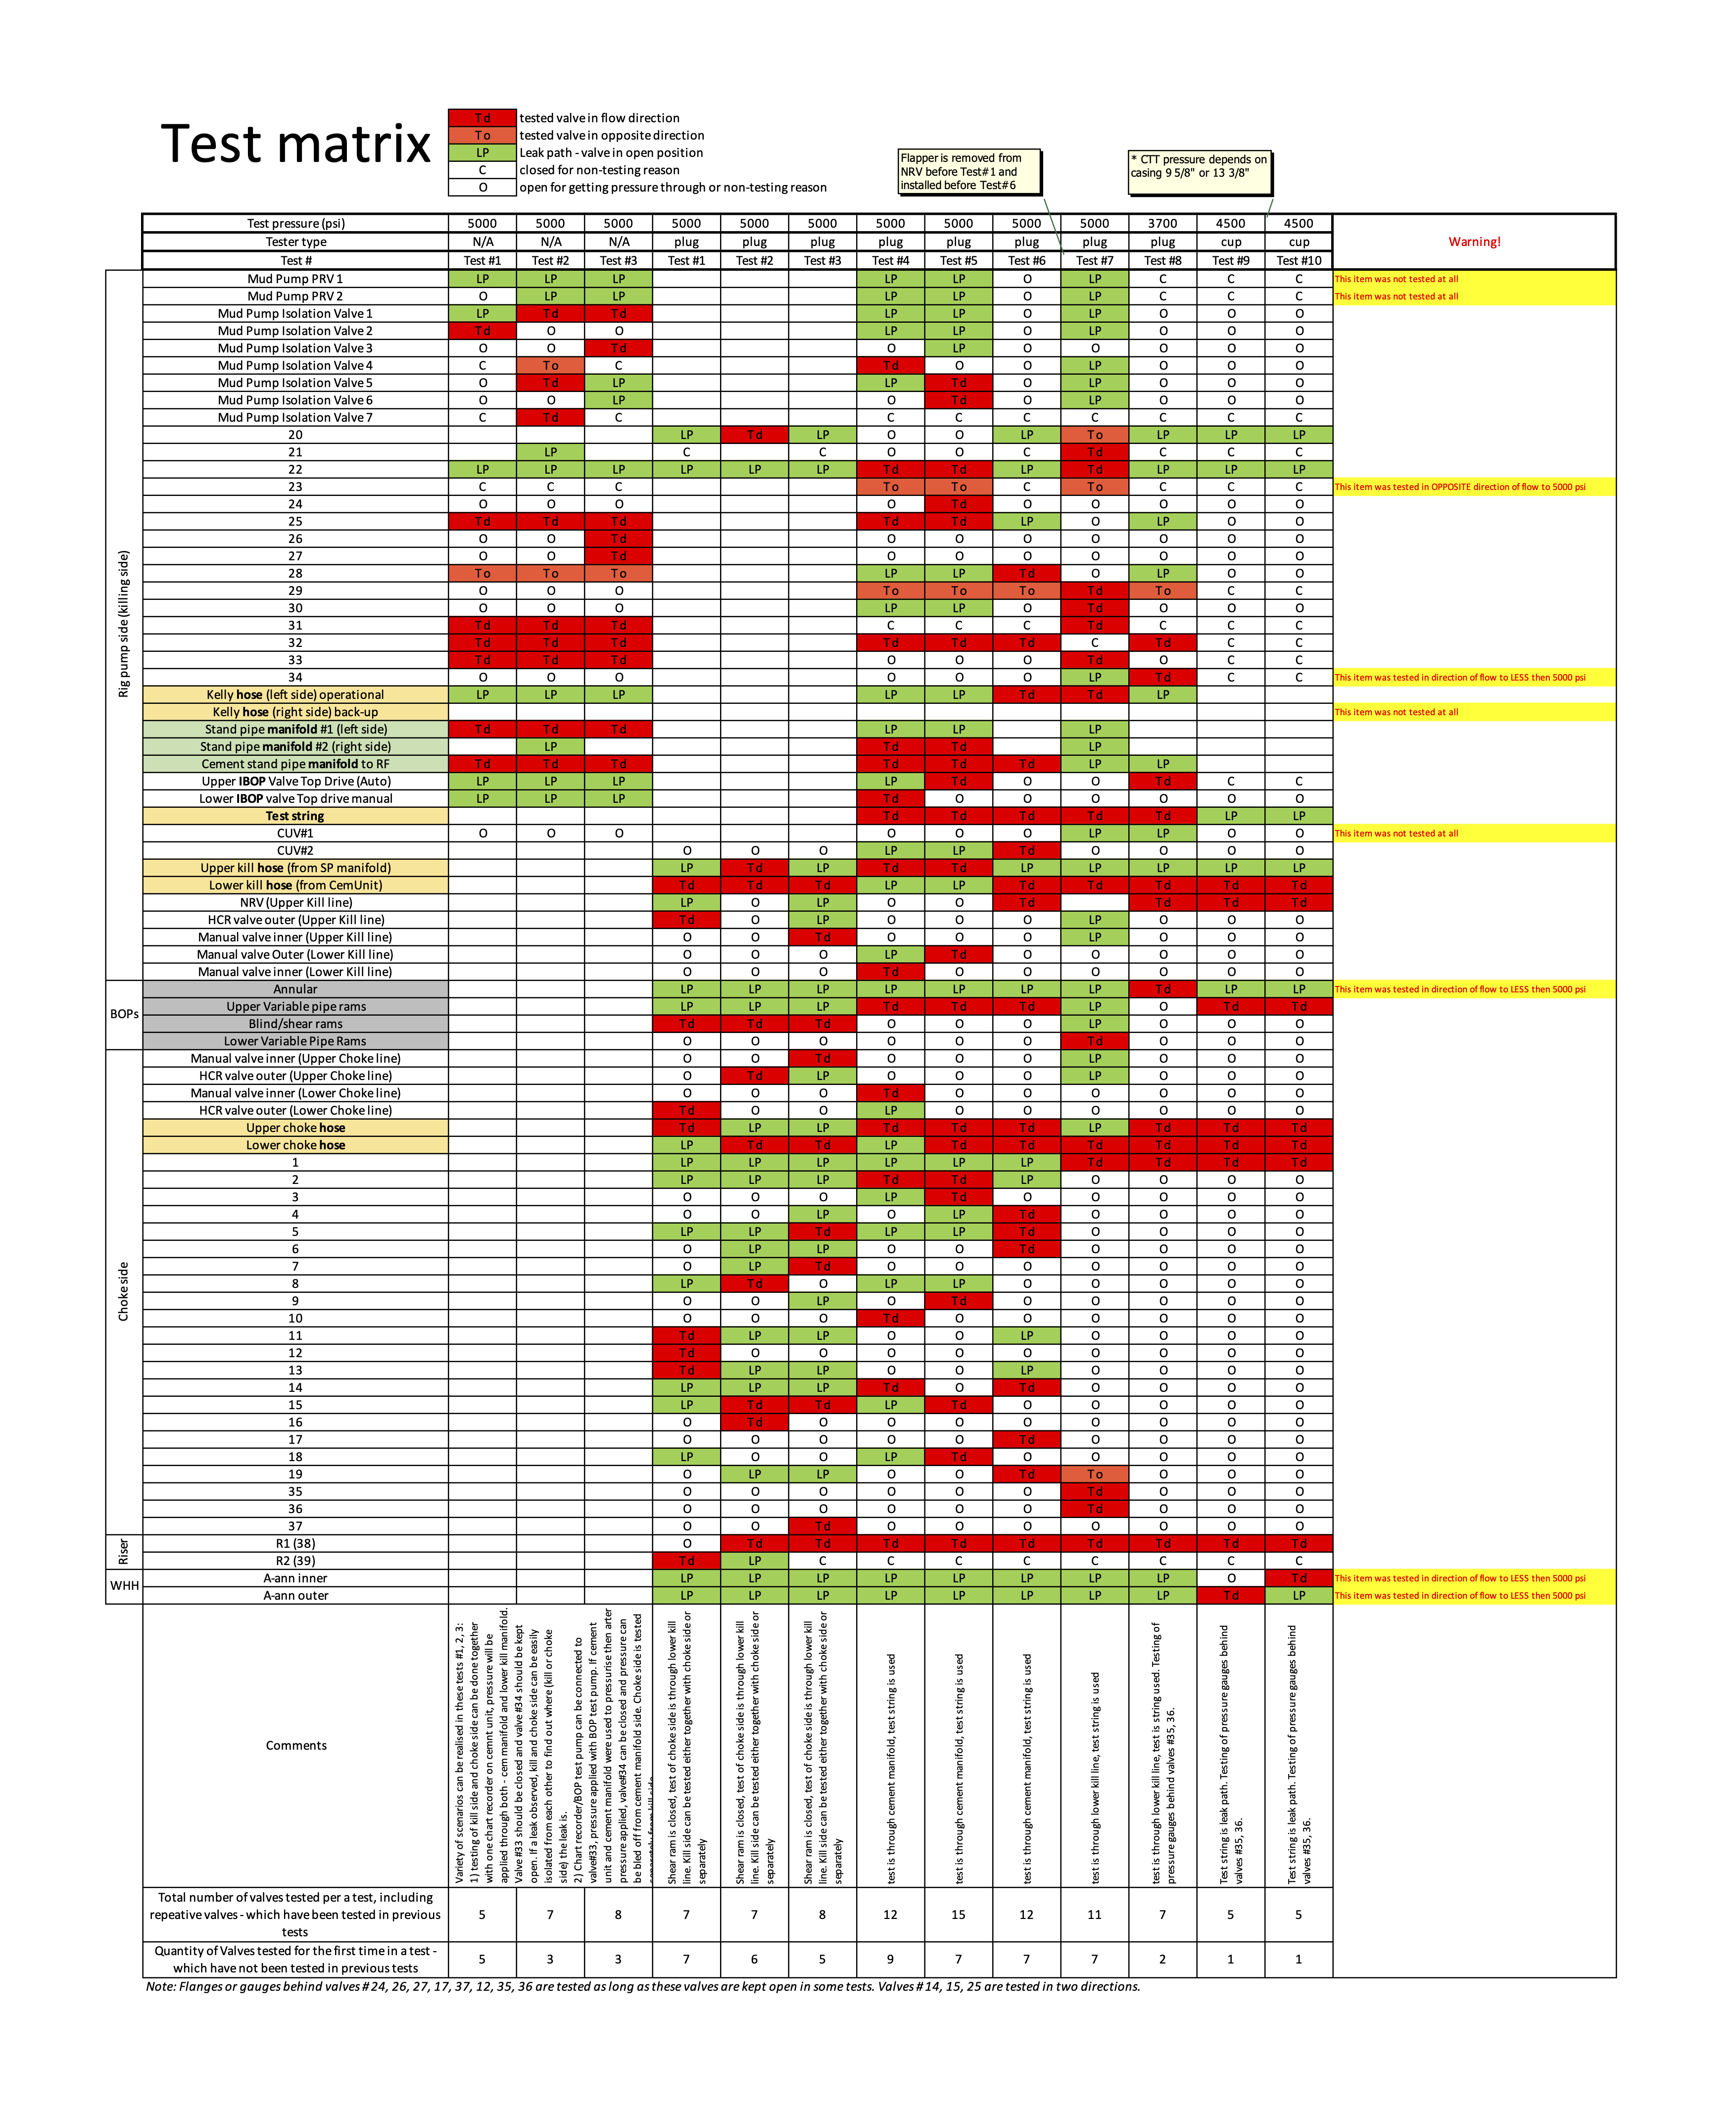 Test matrix
Td tested valve in flow direction
To tested valve in opposite direction
LP Leak path - valve in open position
C closed for non-testing reason
O open for getting pressure through or non-testing reason
Flapper is removed from
NRV before Test#1 and
installed before Test#6
* CTT pressure depends on
casing 9 5/8" or 13 3/8"
Test pressure (psi) 5000 5000 5000 5000 5000 5000 5000 5000 5000 5000 3700 4500 4500
Tester type N/A N/A N/A plug plug plug plug plug plug plug plug cup cup Warning!
Test # Test #1 Test #2 Test #3 Test #1 Test #2 Test #3 Test #4 Test #5 Test #6 Test #7 Test #8 Test #9 Test #10
Rig pump side (killing side)
Mud Pump PRV 1 LP LP LP LP LP O LP C C C This item was not tested at all
Mud Pump PRV 2 O LP LP LP LP O LP C C C This item was not tested at all
Mud Pump Isolation Valve 1 LP Td Td LP LP O LP O O O
Mud Pump Isolation Valve 2 Td O O LP LP O LP O O O
Mud Pump Isolation Valve 3 O O Td O LP O O O O O
Mud Pump Isolation Valve 4 C To C Td O O LP O O O
Mud Pump Isolation Valve 5 O Td LP LP Td O LP O O O
Mud Pump Isolation Valve 6 O O LP O Td O LP O O O
Mud Pump Isolation Valve 7 C Td C C C C C C C C
20 LP Td LP O O LP To LP LP LP
21 LP C C O O C Td C C C
22 LP LP LP LP LP LP Td Td LP Td LP LP LP
23 C C C To To C To C C C This item was tested in OPPOSITE direction of flow to 5000 psi
24 O O O O Td O O O O O
25 Td Td Td Td Td LP O LP O O
26 O O Td O O O O O O O
27 O O Td O O O O O O O
28 To To To LP LP Td O LP O O
29 O O O To To To Td To C C
30 O O O LP LP O Td O O O
31 Td Td Td C C C Td C C C
32 Td Td Td Td Td Td C Td C C
33 Td Td Td O O O Td O C C
34 O O O O O O LP Td C C This item was tested in direction of flow to LESS then 5000 psi
Kelly hose (left side) operational LP LP LP LP LP Td Td LP
Kelly hose (right side) back-up This item was not tested at all
Stand pipe manifold #1 (left side) Td Td Td LP LP LP
Stand pipe manifold #2 (right side) LP Td Td LP
Cement stand pipe manifold to RF Td Td Td Td Td Td LP LP
Upper IBOP Valve Top Drive (Auto) LP LP LP LP Td O O Td C C
Lower IBOP valve Top drive manual LP LP LP Td O O O O O O
Test string Td Td Td Td Td LP LP
CUV#1 O O O O O O LP LP O O This item was not tested at all
CUV#2 O O O LP LP Td O O O O
Upper kill hose (from SP manifold) LP Td LP Td Td LP LP LP LP LP
Lower kill hose (from CemUnit) Td Td Td LP LP Td Td Td Td Td
NRV (Upper Kill line) LP O LP O O Td Td Td Td
HCR valve outer (Upper Kill line) Td O LP O O O LP O O O
Manual valve inner (Upper Kill line) O O Td O O O LP O O O
Manual valve Outer (Lower Kill line) O O O LP Td O O O O O
Manual valve inner (Lower Kill line) O O O Td O O O O O O
BOPs
Annular LP LP LP LP LP LP LP Td LP LP This item was tested in direction of flow to LESS then 5000 psi
Upper Variable pipe rams LP LP LP Td Td Td LP O Td Td
Blind/shear rams Td Td Td O O O LP O O O
Lower Variable Pipe Rams O O O O O O Td O O O
Choke side
Manual valve inner (Upper Choke line) O O Td O O O LP O O O
HCR valve outer (Upper Choke line) O Td LP O O O LP O O O
Manual valve inner (Lower Choke line) O O O Td O O O O O O
HCR valve outer (Lower Choke line) Td O O LP O O O O O O
Upper choke hose Td LP LP Td Td Td LP Td Td Td
Lower choke hose LP Td Td LP Td Td Td Td Td Td
1 LP LP LP LP LP LP Td Td Td Td
2 LP LP LP Td Td LP O O O O
3 O O O LP Td O O O O O
4 O O LP O LP Td O O O O
5 LP LP Td LP LP Td O O O O
6 O LP LP O O Td O O O O
7 O LP Td O O O O O O O
8 LP Td O LP LP O O O O O
9 O O LP O Td O O O O O
10 O O O Td O O O O O O
11 Td LP LP O O LP O O O O
12 Td O O O O O O O O O
13 Td LP LP O O LP O O O O
14 LP LP LP Td O Td O O O O
15 LP Td Td LP Td O O O O O
16 O Td O O O O O O O O
17 O O O O O Td O O O O
18 LP O O LP Td O O O O O
19 O LP LP O O Td To O O O
35 O O O O O O Td O O O
36 O O O O O O Td O O O
37 O O Td O O O O O O O
Riser
R1 (38) O Td Td Td Td Td Td Td Td Td
R2 (39) Td LP C C C C C C C C
WHH
A-ann inner LP LP LP LP LP LP LP LP O Td This item was tested in direction of flow to LESS then 5000 psi
A-ann outer LP LP LP LP LP LP LP LP Td LP This item was tested in direction of flow to LESS then 5000 psi
Comments
Variety of scenarios can be realised in these tests #1, 2, 3:
1) testing of kill side and choke side can be done together
with one chart recorder on cemnt unit, pressure will be
applied through both - cem manifold and lower kill manifold.
Valve #33 should be closed and valve #34 should be kept
open. If a leak observed, kill and choke side can be easily
isolated from each other to find out where (kill or choke
side) the leak is.
2) Chart recorder/BOP test pump can be connected to
valve#33, pressure applied with BOP test pump. If cement
unit and cement manifold were used to pressurise then arter
pressure applied, valve#34 can be closed and pressure can
be bled off from cement manifold side. Choke side is tested
Shear ram is closed, test of choke side is through lower kill
line. Kill side can be tested either together with choke side or
separately
Shear ram is closed, test of choke side is through lower kill
line. Kill side can be tested either together with choke side or
separately
Shear ram is closed, test of choke side is through lower kill
line. Kill side can be tested either together with choke side or
separately
test is through cement manifold, test string is used
test is through cement manifold, test string is used
test is through cement manifold, test string is used
test is through lower kill line, test string is used
test is through lower kill line, test is string used. Testing of
pressure gauges behind valves #35, 36.
Test string is leak path. Testing of pressure gauges behind
valves #35, 36.
Test string is leak path. Testing of pressure gauges behind
valves #35, 36.
Total number of valves tested per a test, including
repeative valves - which have been tested in previous
tests
5 7 8 7 7 8 12 15 12 11 7 5 5
Quantity of Valves tested for the first time in a test -
which have not been tested in previous tests
5 3 3 7 6 5 9 7 7 7 2 1 1
Note: Flanges or gauges behind valves # 24, 26, 27, 17, 37, 12, 35, 36 are tested as long as these valves are kept open in some tests. Valves # 14, 15, 25 are tested in two directions.